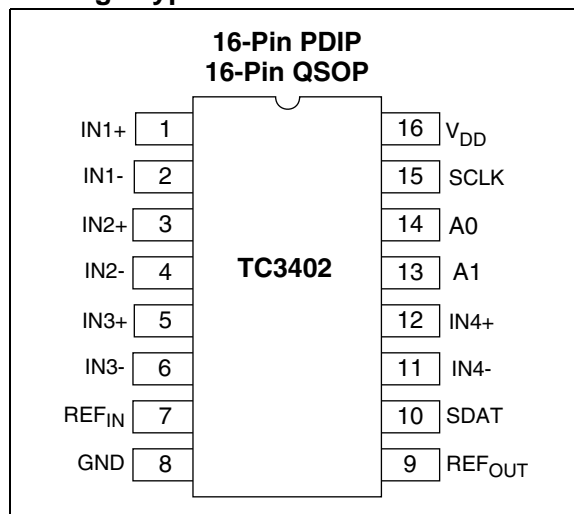 16-Pin PDIP
16-Pin QSOP
IN1+ 1 16 VDD
IN1- 2 15 SCLK
IN2+ 3 14 A0
IN2- 4 TC3402 13 A1
IN3+ 5 12 IN4+
IN3- 6 11 IN4-
REFIN 7 10 SDAT
GND 8 9 REFOUT